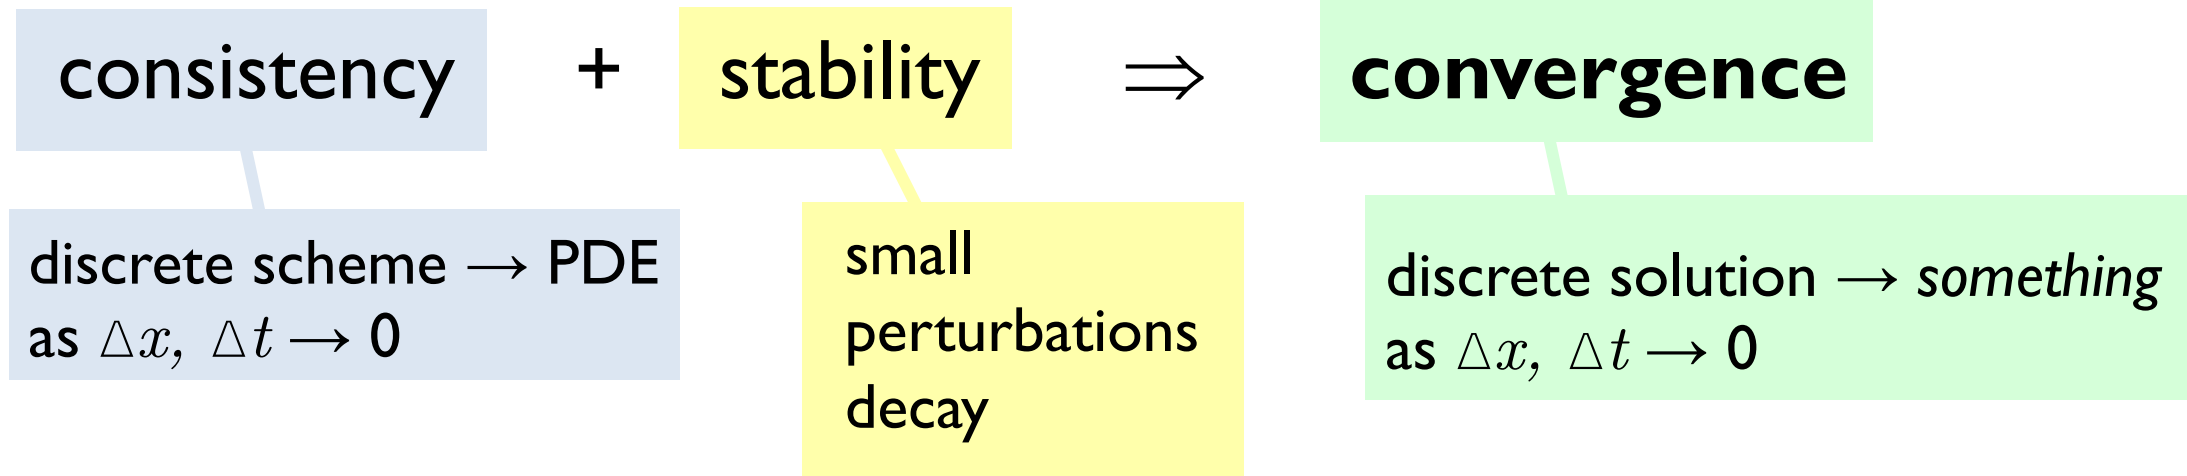 consistency + stability ⇒ convergence
discrete scheme → PDE
as Δx, Δt → 0
small
perturbations
decay
discrete solution → something
as Δx, Δt → 0